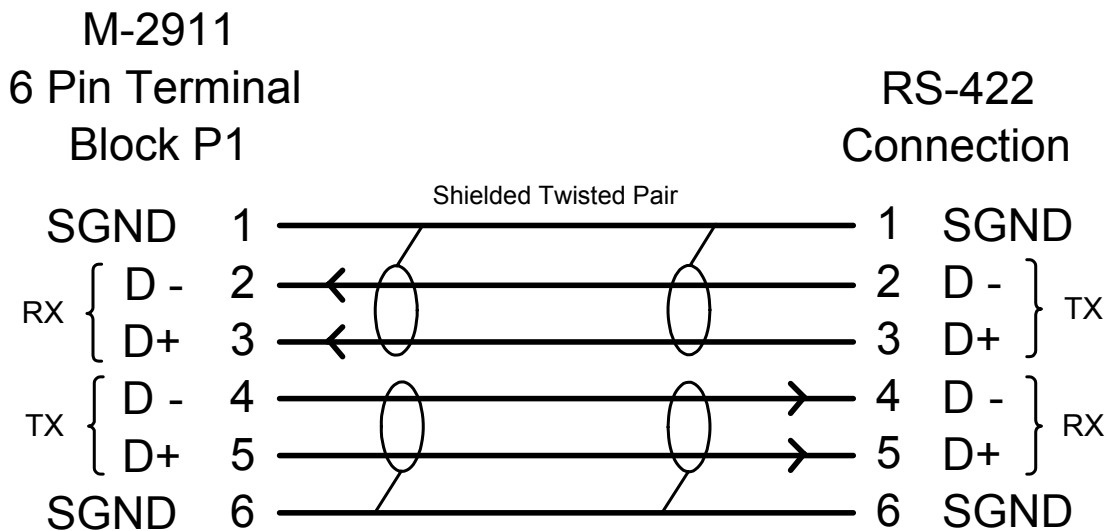 M-2911
6 Pin Terminal
Block P1
RS-422
Connection
Shielded Twisted Pair
SGND 1 1 SGND
RX D - 2 2 D - TX
D+ 3 3 D+
TX D - 4 4 D - RX
D+ 5 5 D+
SGND 6 6 SGND